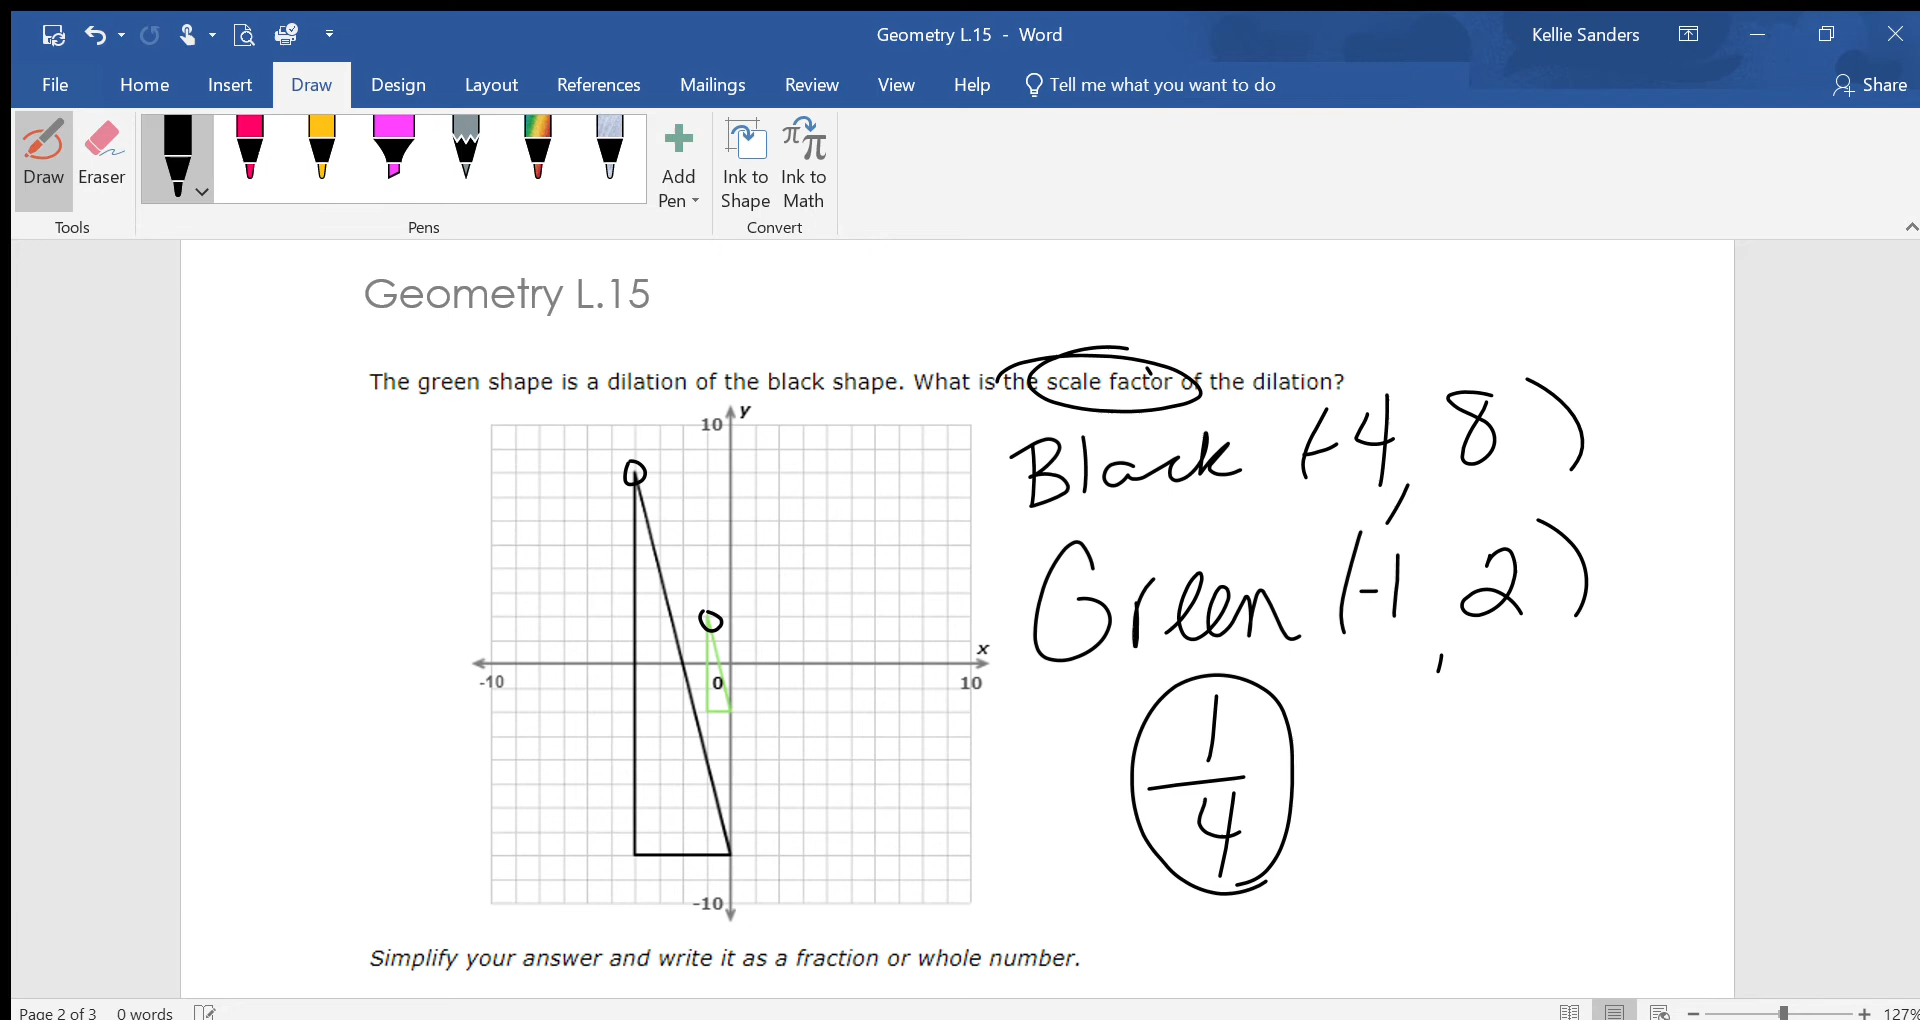 Geometry L.15 - Word
Kellie Sanders
File Home Insert Draw Design Layout References Mailings Review View Help Tell me what you want to do Share
Draw Eraser Add Pen Ink to Shape Ink to Math
Tools Pens Convert
Geometry L.15
The green shape is a dilation of the black shape. What is the scale factor of the dilation?
y
10
Black (-4, 8)
Green (-1, 2)
x
-10 0 10
1
4
-10
Simplify your answer and write it as a fraction or whole number.
Page 2 of 3 0 words 127%